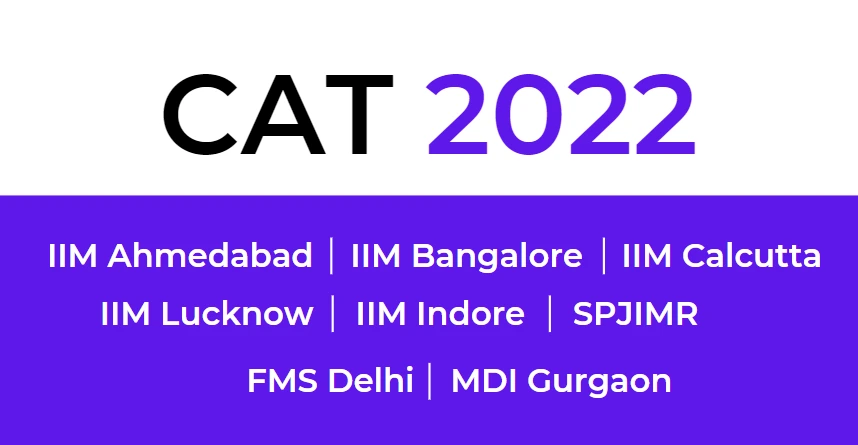 CAT 2022
IIM Ahmedabad | IIM Bangalore | IIM Calcutta
IIM Lucknow | IIM Indore | SPJIMR
FMS Delhi | MDI Gurgaon